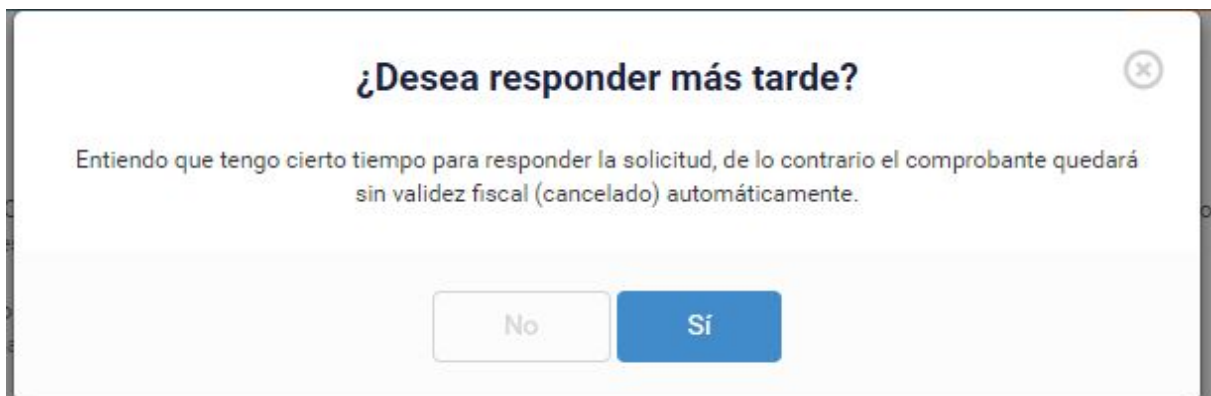 ¿Desea responder más tarde?
Entiendo que tengo cierto tiempo para responder la solicitud, de lo contrario el comprobante quedará
sin validez fiscal (cancelado) automáticamente.
No
Sí